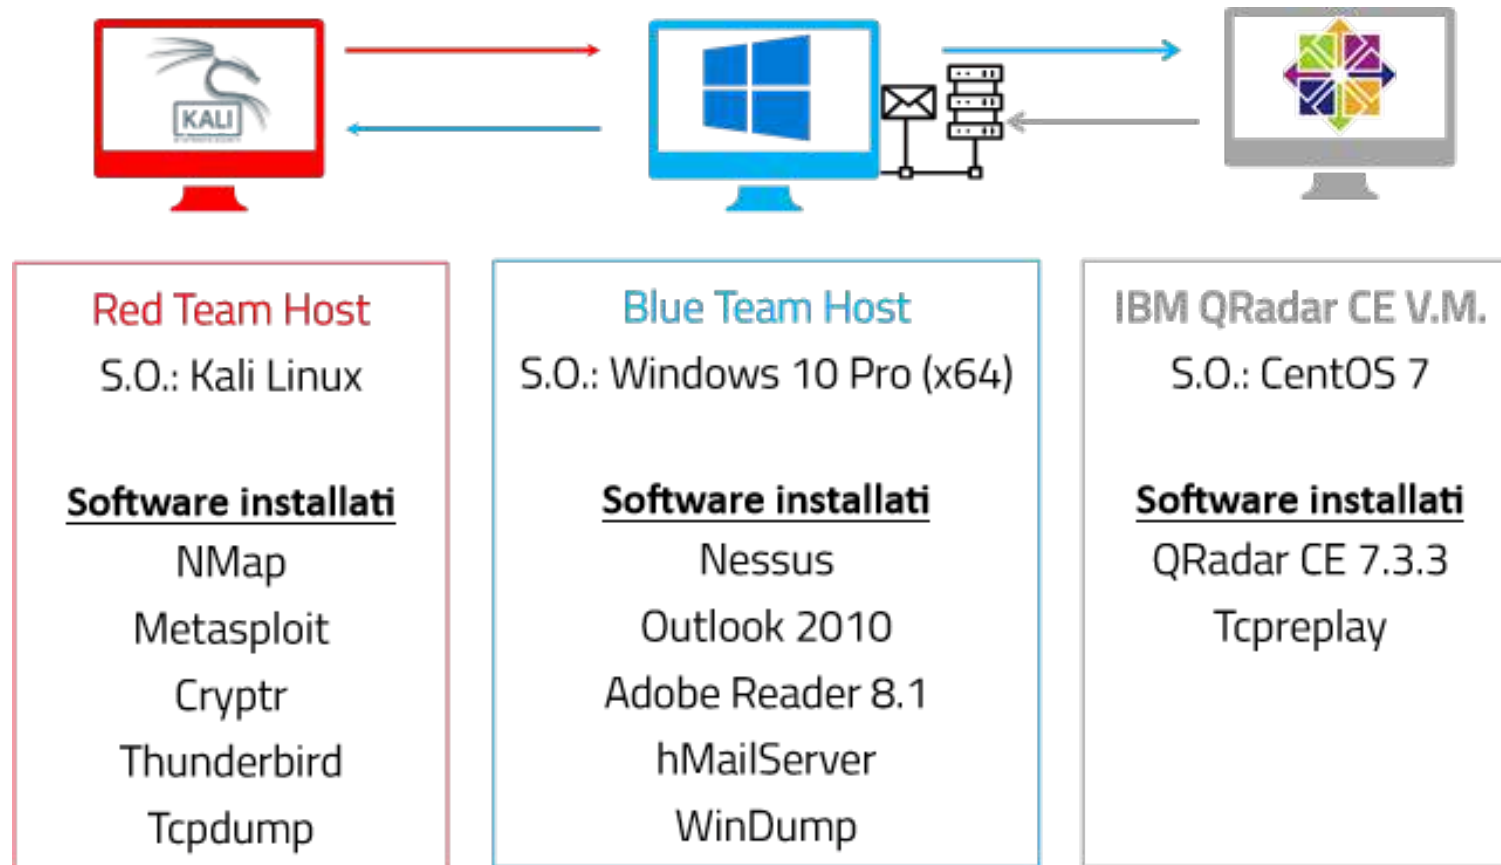 KALI
Red Team Host
S.O.: Kali Linux
Software installati
NMap
Metasploit
Cryptr
Thunderbird
Tcpdump
Blue Team Host
S.O.: Windows 10 Pro (x64)
Software installati
Nessus
Outlook 2010
Adobe Reader 8.1
hMailServer
WinDump
IBM QRadar CE V.M.
S.O.: CentOS 7
Software installati
QRadar CE 7.3.3
Tcpreplay